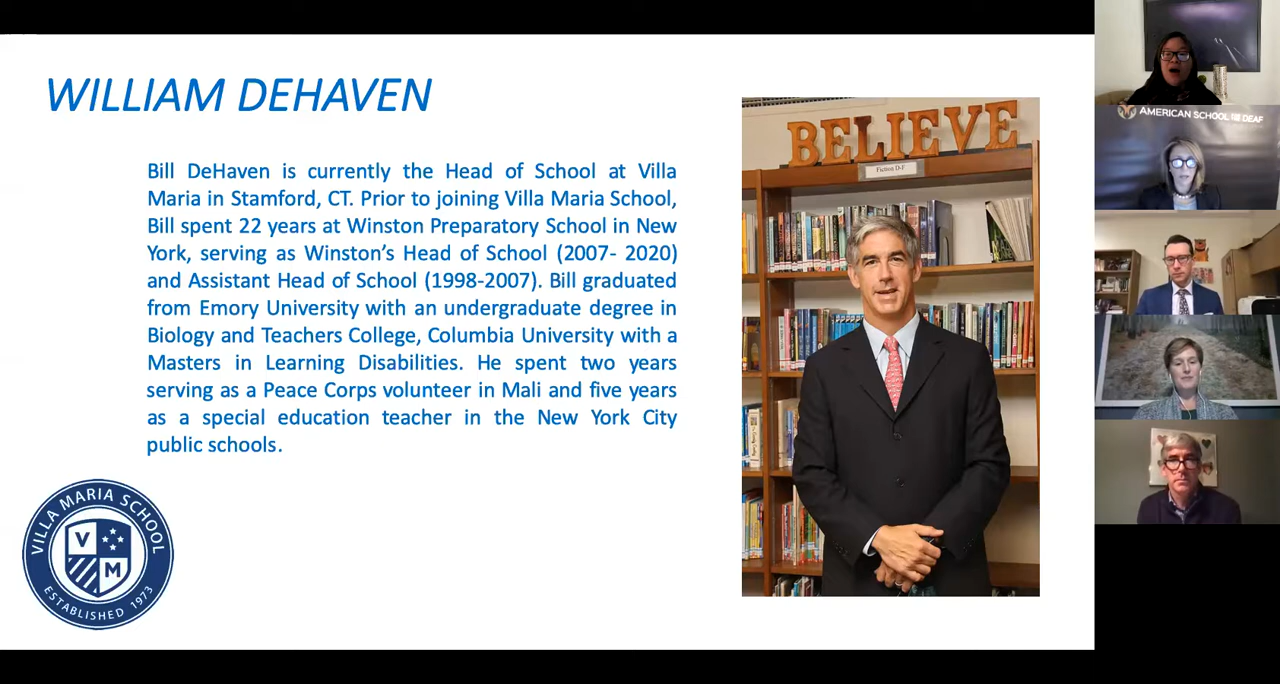 WILLIAM DEHAVEN
Bill DeHaven is currently the Head of School at Villa
Maria in Stamford, CT. Prior to joining Villa Maria School,
Bill spent 22 years at Winston Preparatory School in New
York, serving as Winston's Head of School (2007- 2020)
and Assistant Head of School (1998-2007). Bill graduated
from Emory University with an undergraduate degree in
Biology and Teachers College, Columbia University with a
Masters in Learning Disabilities. He spent two years
serving as a Peace Corps volunteer in Mali and five years
as a special education teacher in the New York City
public schools.
VILLA MARIA SCHOOL
V
M
ESTABLISHED 1973
BELIEVE
Fiction D-F
AMERICAN SCHOOL DEAF